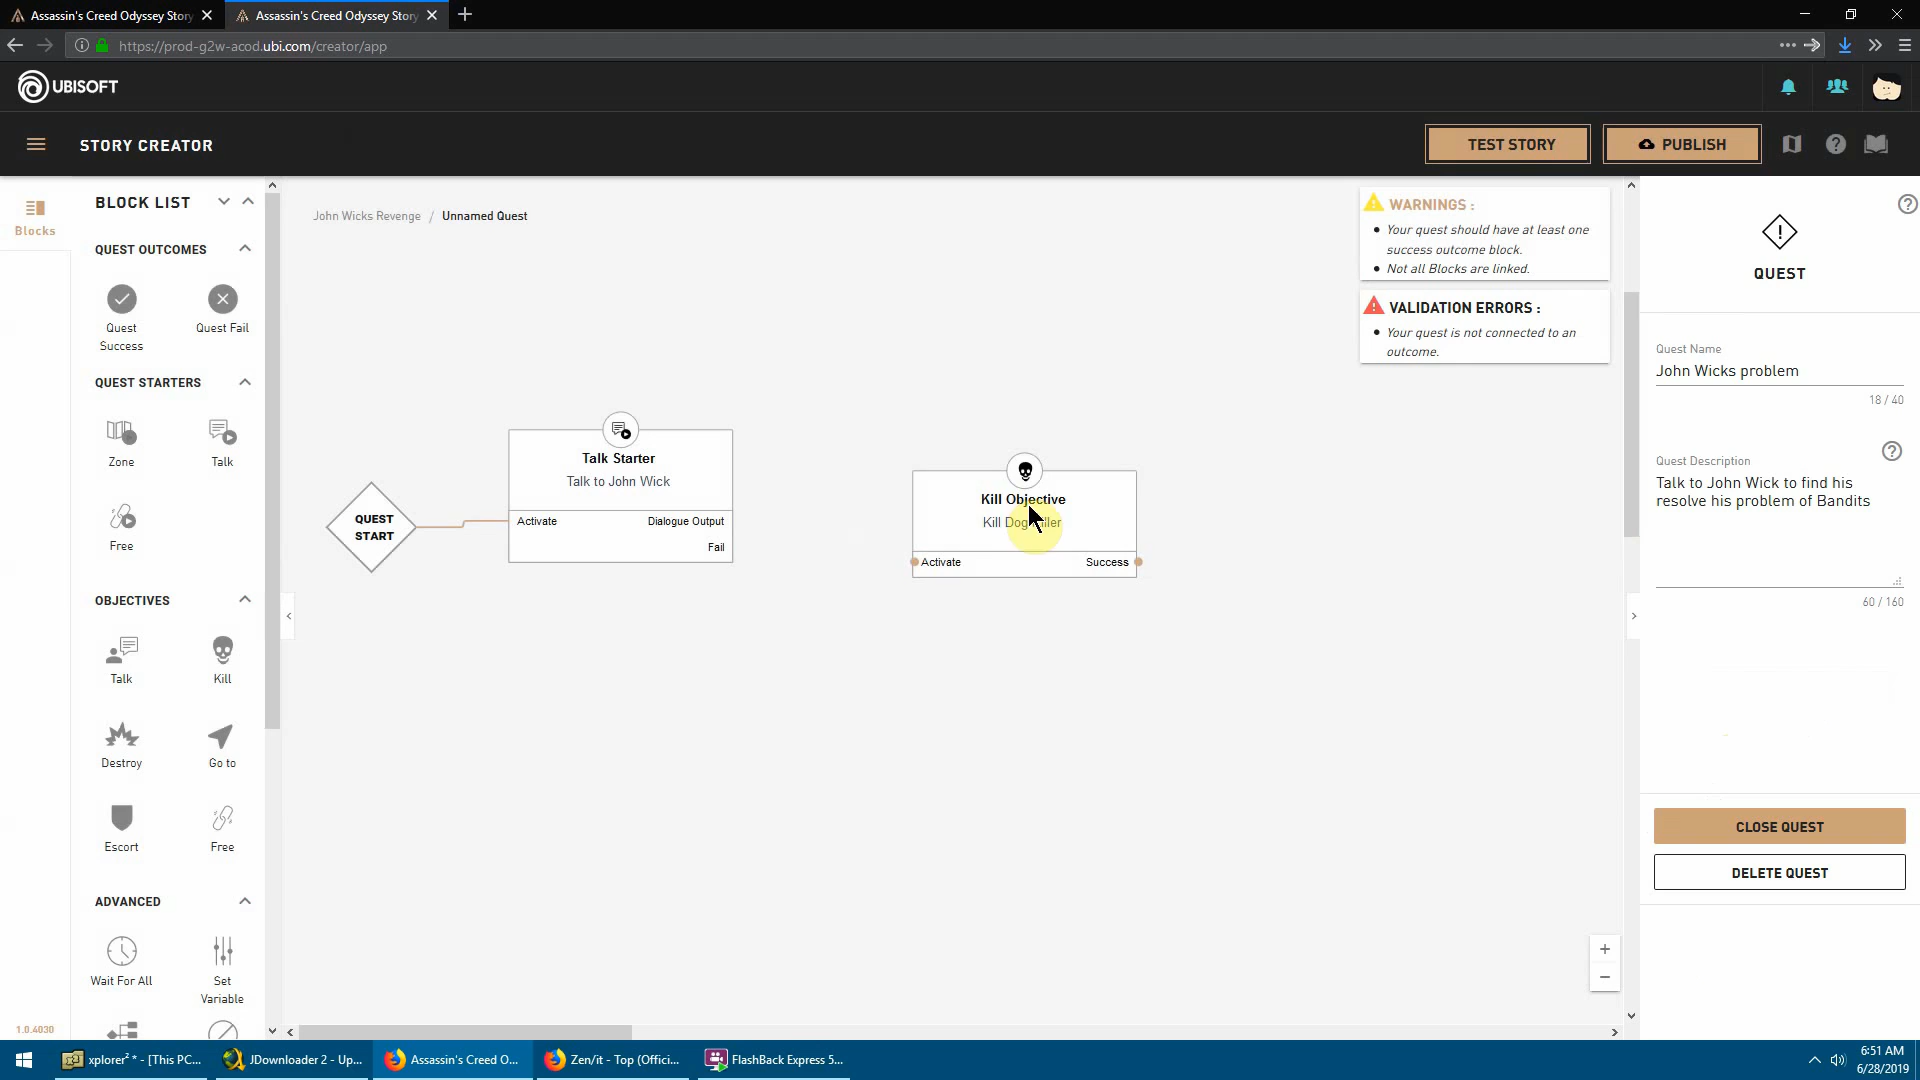 Assassin's Creed Odyssey Story
Assassin's Creed Odyssey Story
https://prod-g2w-acod.ubi.com/creator/app
UBISOFT
STORY CREATOR
TEST STORY
PUBLISH
Blocks
BLOCK LIST
QUEST OUTCOMES
Quest Success
Quest Fail
QUEST STARTERS
Zone
Talk
Free
OBJECTIVES
Talk
Kill
Destroy
Go to
Escort
Free
ADVANCED
Wait For All
Set Variable
1.0.4030
John Wicks Revenge / Unnamed Quest
WARNINGS :
Your quest should have at least one
success outcome block.
Not all Blocks are linked.
VALIDATION ERRORS :
Your quest is not connected to an
outcome.
QUEST
START
Talk Starter
Talk to John Wick
Activate
Dialogue Output
Fail
Kill Objective
Kill Dog
Activate
Success
QUEST
Quest Name
John Wicks problem
18 / 40
Quest Description
Talk to John Wick to find his
resolve his problem of Bandits
60 / 160
CLOSE QUEST
DELETE QUEST
xplorer² * - [This PC...
JDownloader 2 - Up...
Assassin's Creed O...
Zen/it - Top (Offici...
FlashBack Express 5...
6:51 AM
6/28/2019